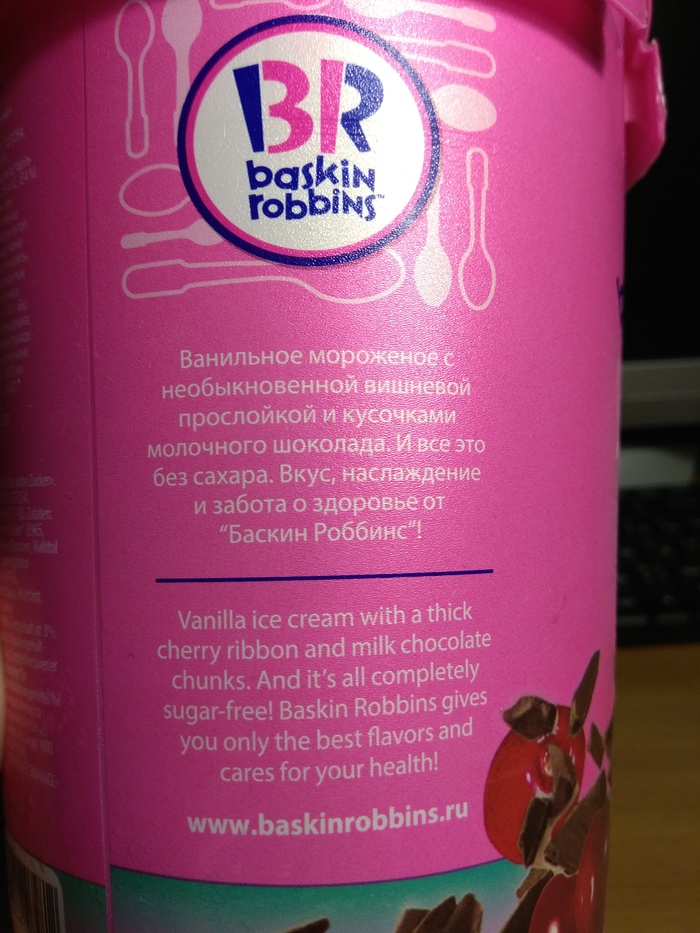 BR
baskin
robbins™
Ванильное мороженое с
необыкновенной вишневой
прослойкой и кусочками
молочного шоколада. И все это
без сахара. Вкус, наслаждение
и забота о здоровье от
“Баскин Роббинс”!
Vanilla ice cream with a thick
cherry ribbon and milk chocolate
chunks. And it’s all completely
sugar-free! Baskin Robbins gives
you only the best flavors and
cares for your health!
www.baskinrobbins.ru